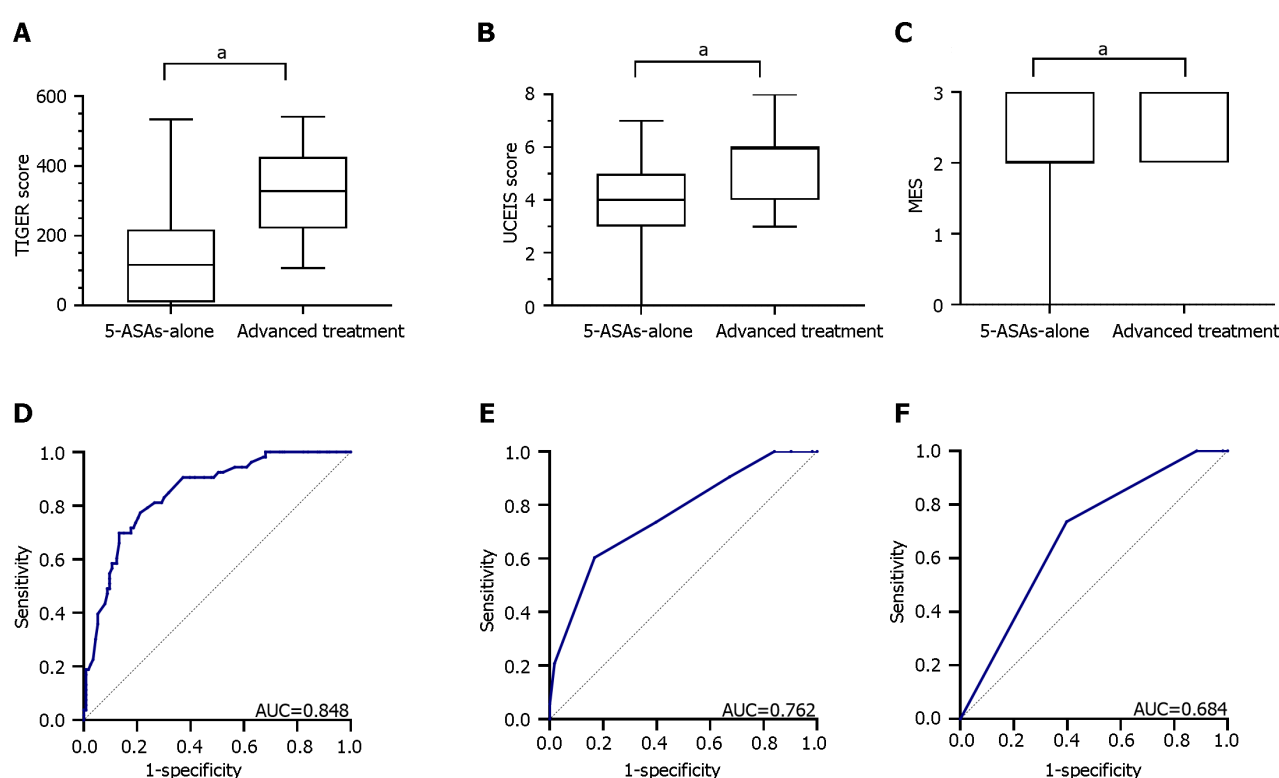 A
a
TIGER score
600
400
200
0
5-ASAs-alone
Advanced treatment
B
a
UCEIS score
8
6
4
2
0
5-ASAs-alone
Advanced treatment
C
a
MES
3
2
1
0
5-ASAs-alone
Advanced treatment
D
Sensitivity
1.0
0.8
0.6
0.4
0.2
0.0
AUC=0.848
0.0 0.2 0.4 0.6 0.8 1.0
1-specificity
E
Sensitivity
1.0
0.8
0.6
0.4
0.2
0.0
AUC=0.762
0.0 0.2 0.4 0.6 0.8 1.0
1-specificity
F
Sensitivity
1.0
0.8
0.6
0.4
0.2
0.0
AUC=0.684
0.0 0.2 0.4 0.6 0.8 1.0
1-specificity